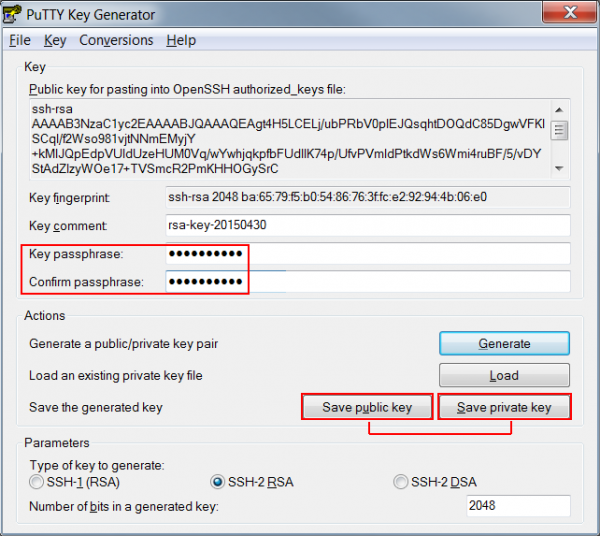 PuTTY Key Generator
File Key Conversions Help
Key
Public key for pasting into OpenSSH authorized_keys file:
ssh-rsa
AAAAB3NzaC1yc2EAAAABJQAAAQEAgt4H5LCELj/ubPRbV0plEJQsqhtDOQdC85DgwVFKl
SCql/f2Wso981vjtNNmEMyjY
+kMIJQpEdpVUldUzeHUM0Vq/wYwhjqkpfbFUdllK74p/UfvPVmldPtkdWs6Wmi4ruBF/5/vDY
StAdZlzyWOe17+TVSmcR2PmKHHOGySrC
Key fingerprint: ssh-rsa 2048 ba:65:79:f5:b0:54:86:76:3f:fc:e2:92:94:4b:06:e0
Key comment: rsa-key-20150430
Key passphrase: ●●●●●●●●●●
Confirm passphrase: ●●●●●●●●●●
Actions
Generate a public/private key pair Generate
Load an existing private key file Load
Save the generated key Save public key Save private key
Parameters
Type of key to generate:
SSH-1 (RSA) SSH-2 RSA SSH-2 DSA
Number of bits in a generated key: 2048